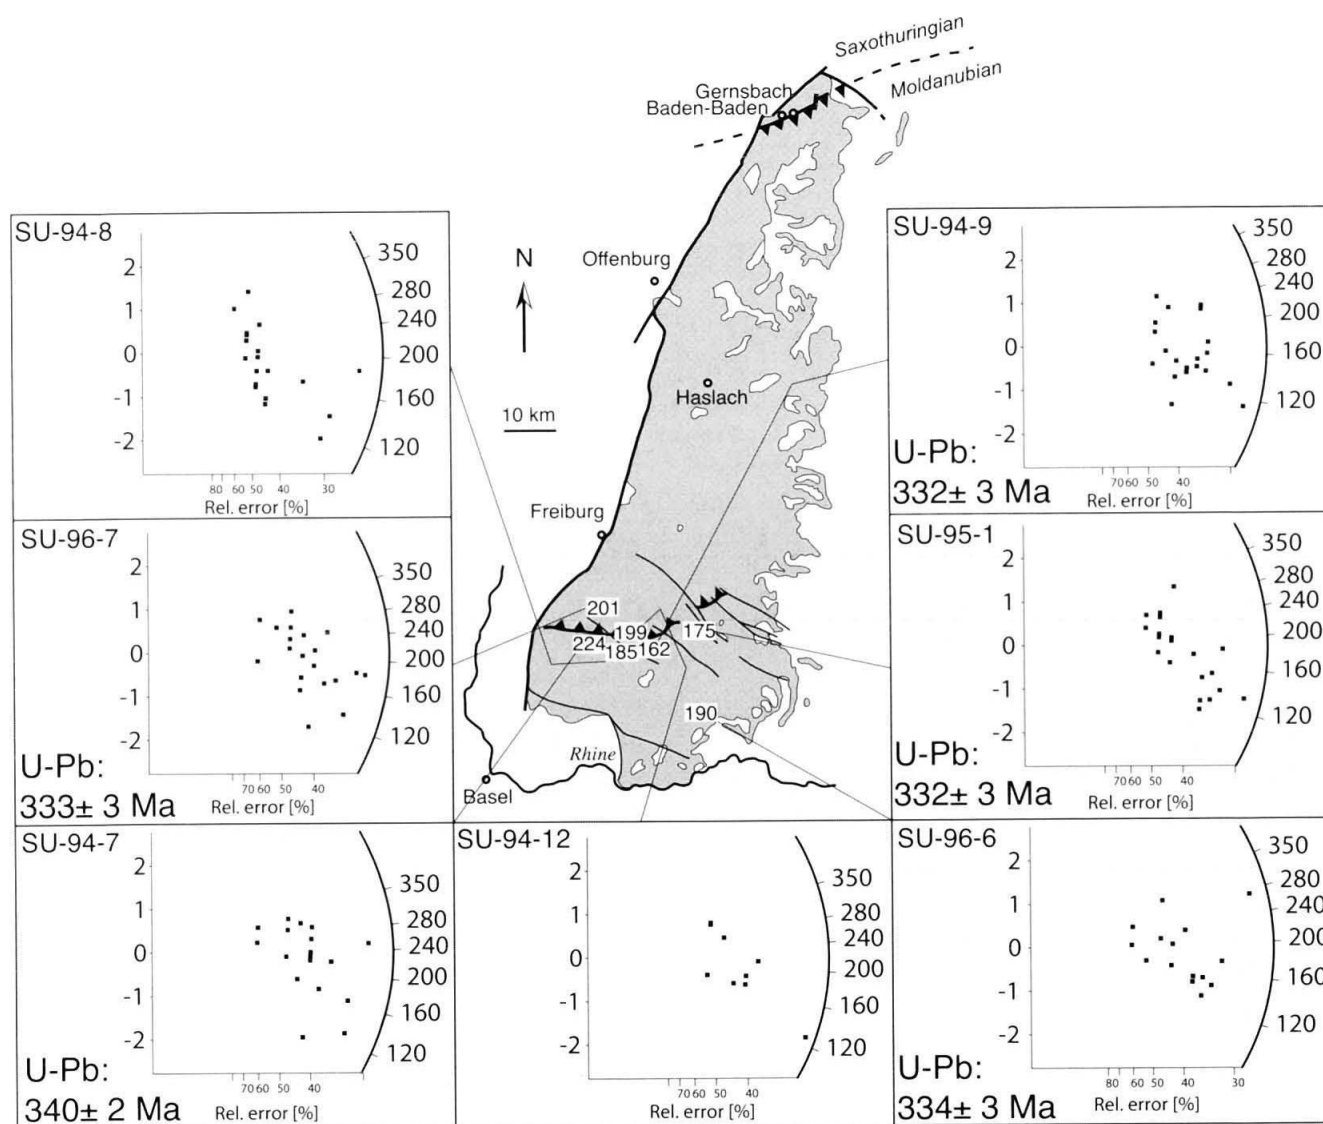 Saxothuringian
Moldanubian
Gernsbach
Baden-Baden
N
Offenburg
10 km
Haslach
Freiburg
201
199
175
224
185
162
190
Rhine
Basel
SU-94-8
2
1
0
-1
-2
350
280
240
200
160
120
80 60 50 40 30
Rel. error [%]
SU-96-7
2
1
0
-1
-2
350
280
240
200
160
120
70 60 50 40
Rel. error [%]
U-Pb:
333± 3 Ma
SU-94-7
2
1
0
-1
-2
350
280
240
200
160
120
70 60 50 40
Rel. error [%]
U-Pb:
340± 2 Ma
SU-94-12
2
1
0
-1
-2
350
280
240
200
160
120
70 60 50 40
Rel. error [%]
SU-94-9
2
1
0
-1
-2
350
280
240
200
160
120
70 60 50 40
Rel. error [%]
U-Pb:
332± 3 Ma
SU-95-1
2
1
0
-1
-2
350
280
240
200
160
120
70 60 50 40
Rel. error [%]
U-Pb:
332± 3 Ma
SU-96-6
2
1
0
-1
-2
350
280
240
200
160
120
80 60 50 40 30
Rel. error [%]
U-Pb:
334± 3 Ma